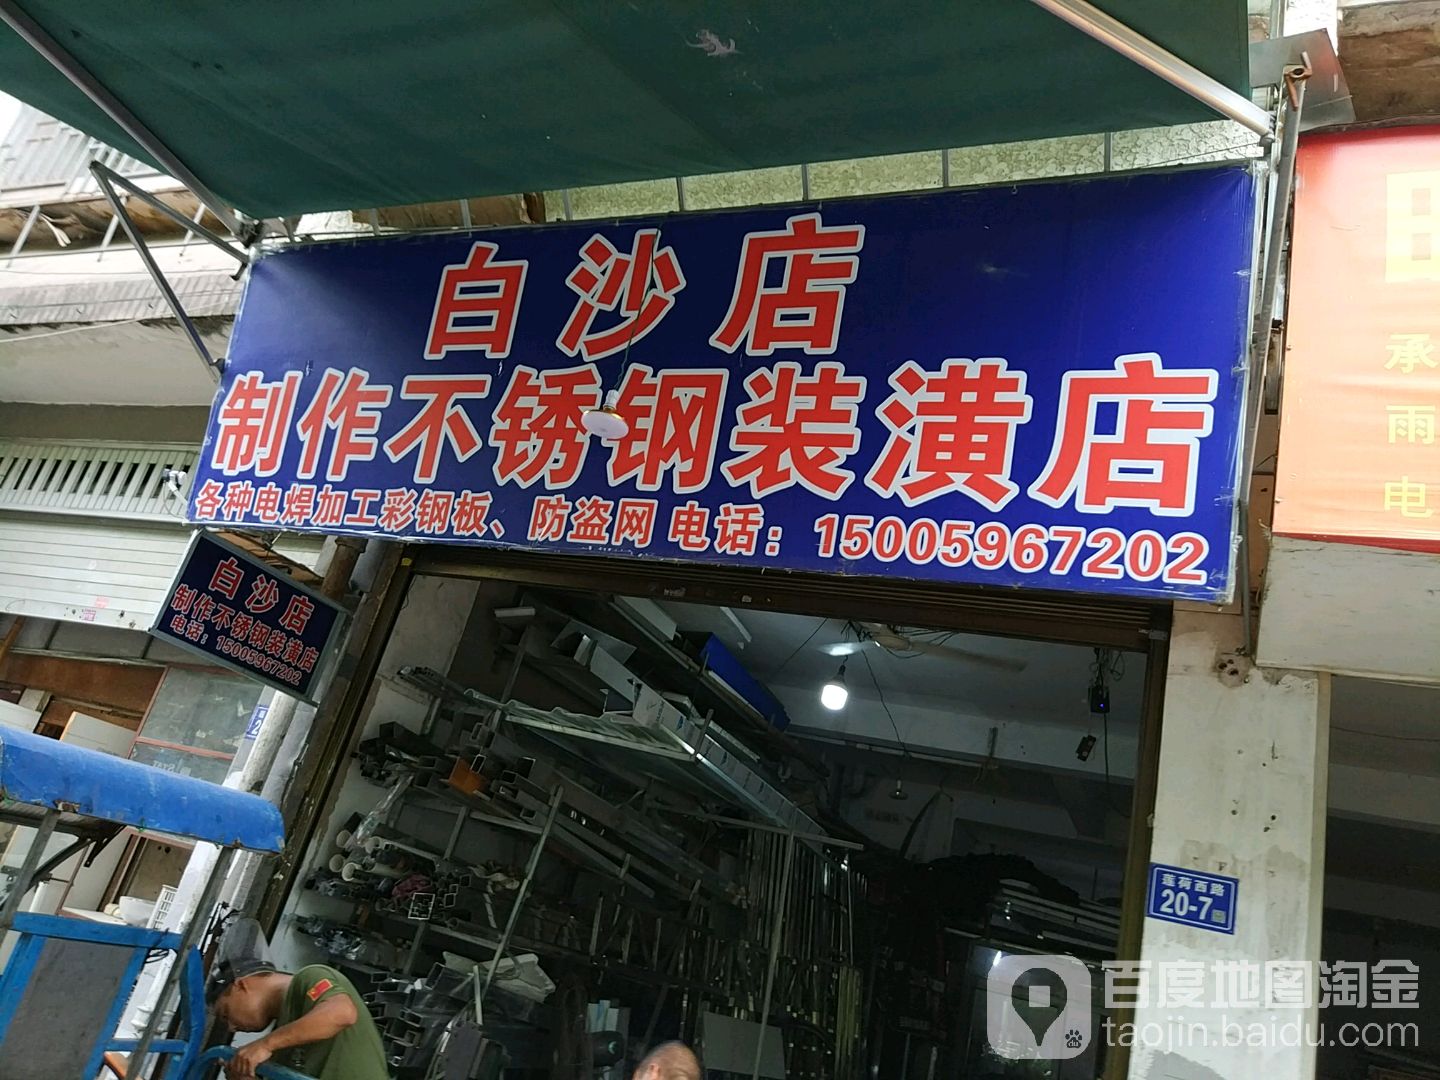 白沙店
制作不锈钢装潢店
各种电焊加工彩钢板、防盗网 电话：15005967202
白沙店
制作不锈钢装潢店
电话：15005967202
承
雨
电
莲荷西路
20-7
百度地图淘金
taojin.baidu.com